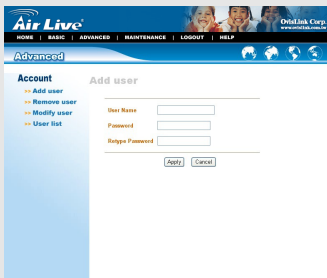 Air Live
OvisLink Corp.
www.ovislink.com.tw
HOME | BASIC | ADVANCED | MAINTENANCE | LOGOUT | HELP
Advanced
Account
Add user
Remove user
Modify user
User list
Add user
User Name
Password
Retype Password
Apply Cancel